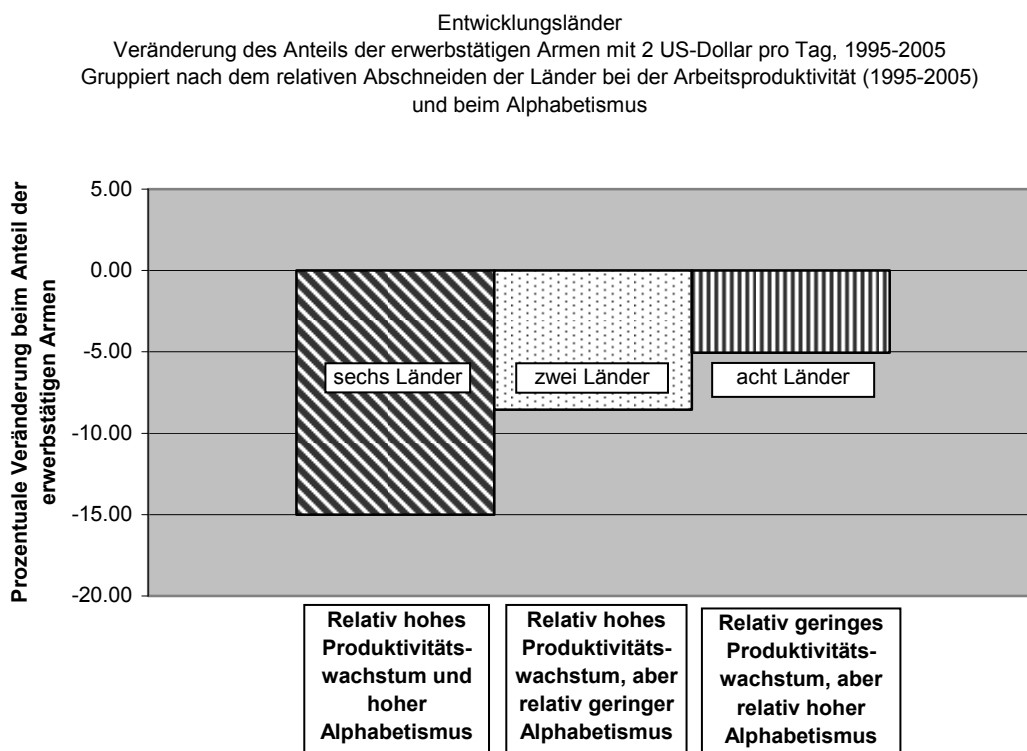 Entwicklungsländer
Veränderung des Anteils der erwerbstätigen Armen mit 2 US-Dollar pro Tag, 1995-2005
Gruppiert nach dem relativen Abschneiden der Länder bei der Arbeitsproduktivität (1995-2005)
und beim Alphabetismus
Prozentuale Veränderung beim Anteil der
erwerbstätigen Armen
5.00
0.00
-5.00
-10.00
-15.00
-20.00
sechs Länder
zwei Länder
acht Länder
Relativ hohes
Produktivitäts-
wachstum und
hoher
Alphabetismus
Relativ hohes
Produktivitäts-
wachstum, aber
relativ geringer
Alphabetismus
Relativ geringes
Produktivitäts-
wachstum, aber
relativ hoher
Alphabetismus